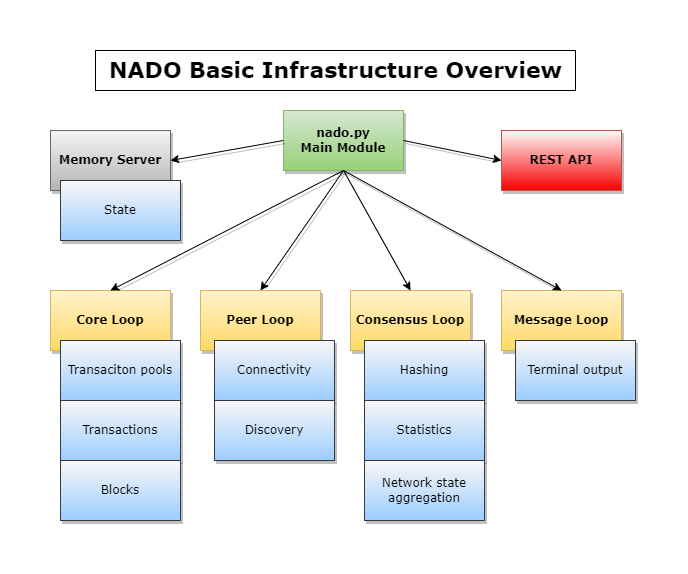 NADO Basic Infrastructure Overview
nado.py
Main Module
Memory Server
REST API
State
Core Loop
Peer Loop
Consensus Loop
Message Loop
Transaciton pools
Connectivity
Hashing
Terminal output
Transactions
Discovery
Statistics
Blocks
Network state
aggregation